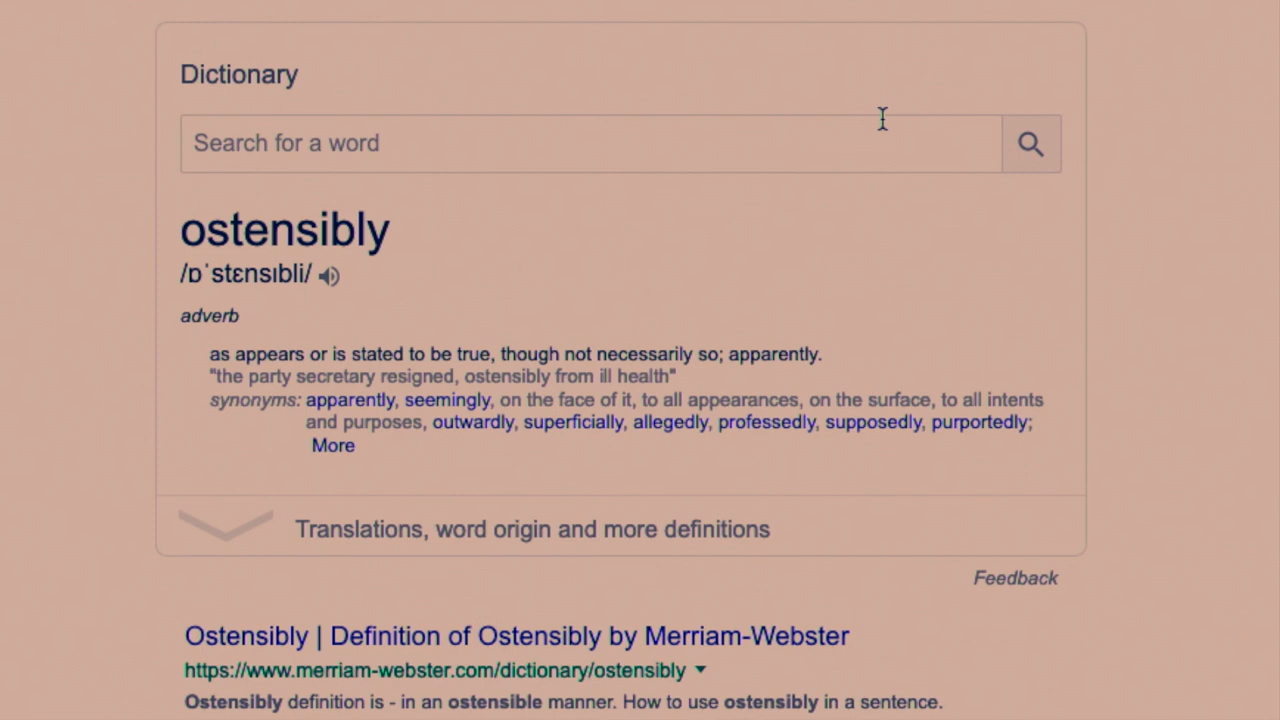 Dictionary
Search for a word
ostensibly
/ɒˈstɛnsɪbli/
adverb
as appears or is stated to be true, though not necessarily so; apparently.
"the party secretary resigned, ostensibly from ill health"
synonyms: apparently, seemingly, on the face of it, to all appearances, on the surface, to all intents
and purposes, outwardly, superficially, allegedly, professedly, supposedly, purportedly;
More
Translations, word origin and more definitions
Feedback
Ostensibly | Definition of Ostensibly by Merriam-Webster
https://www.merriam-webster.com/dictionary/ostensibly
Ostensibly definition is - in an ostensible manner. How to use ostensibly in a sentence.